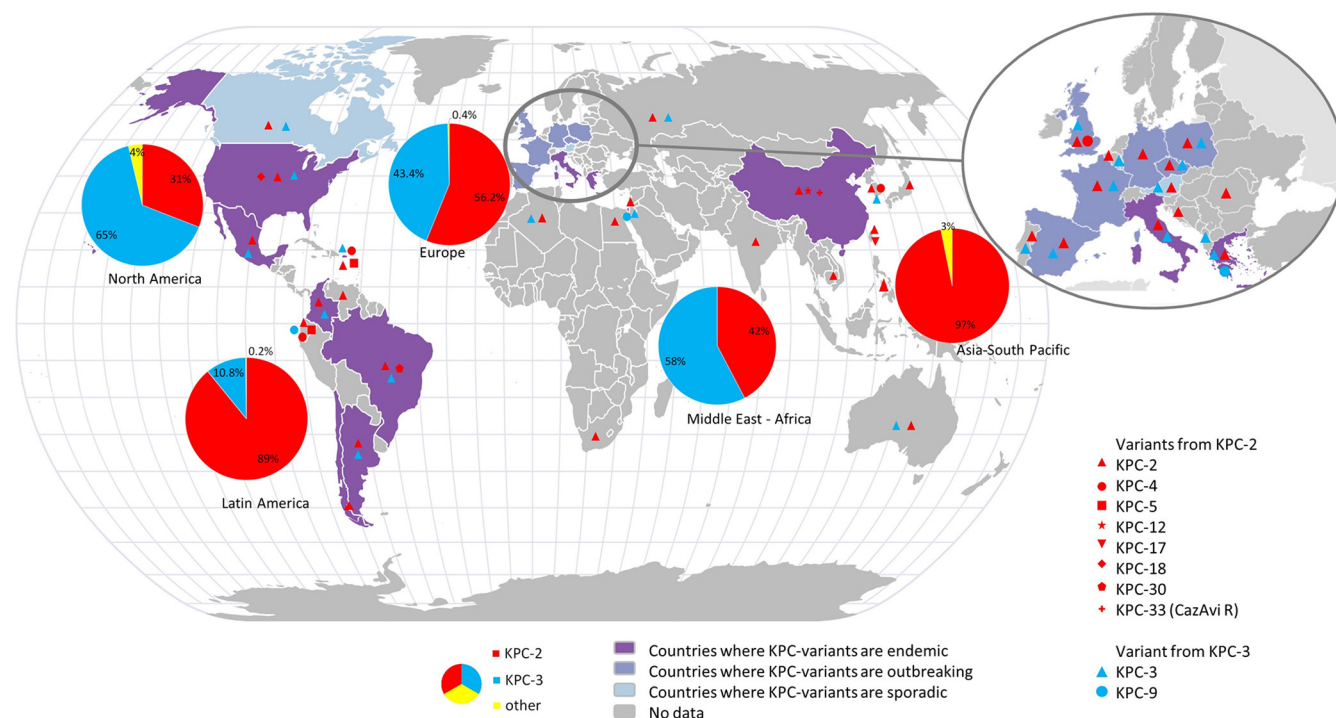 0.4%
43.4%
56.2%
Europe
4%
31%
65%
North America
3%
97%
Asia-South Pacific
42%
58%
Middle East - Africa
0.2%
10.8%
89%
Latin America
Variants from KPC-2
KPC-2
KPC-4
KPC-5
KPC-12
KPC-17
KPC-18
KPC-30
KPC-33 (CazAvi R)
Variant from KPC-3
KPC-3
KPC-9
KPC-2
KPC-3
other
Countries where KPC-variants are endemic
Countries where KPC-variants are outbreaking
Countries where KPC-variants are sporadic
No data